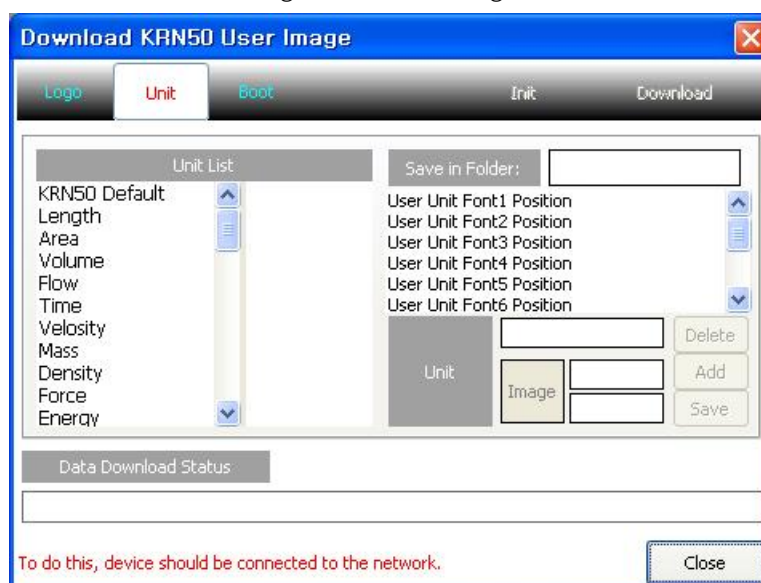 Download KRN50 User Image
Logo Unit Boot Init Download
Unit List
KRN50 Default
Length
Area
Volume
Flow
Time
Velosity
Mass
Density
Force
Energy
Save in Folder:
User Unit Font1 Position
User Unit Font2 Position
User Unit Font3 Position
User Unit Font4 Position
User Unit Font5 Position
User Unit Font6 Position
Unit
Image
Delete
Add
Save
Data Download Status
To do this, device should be connected to the network.
Close